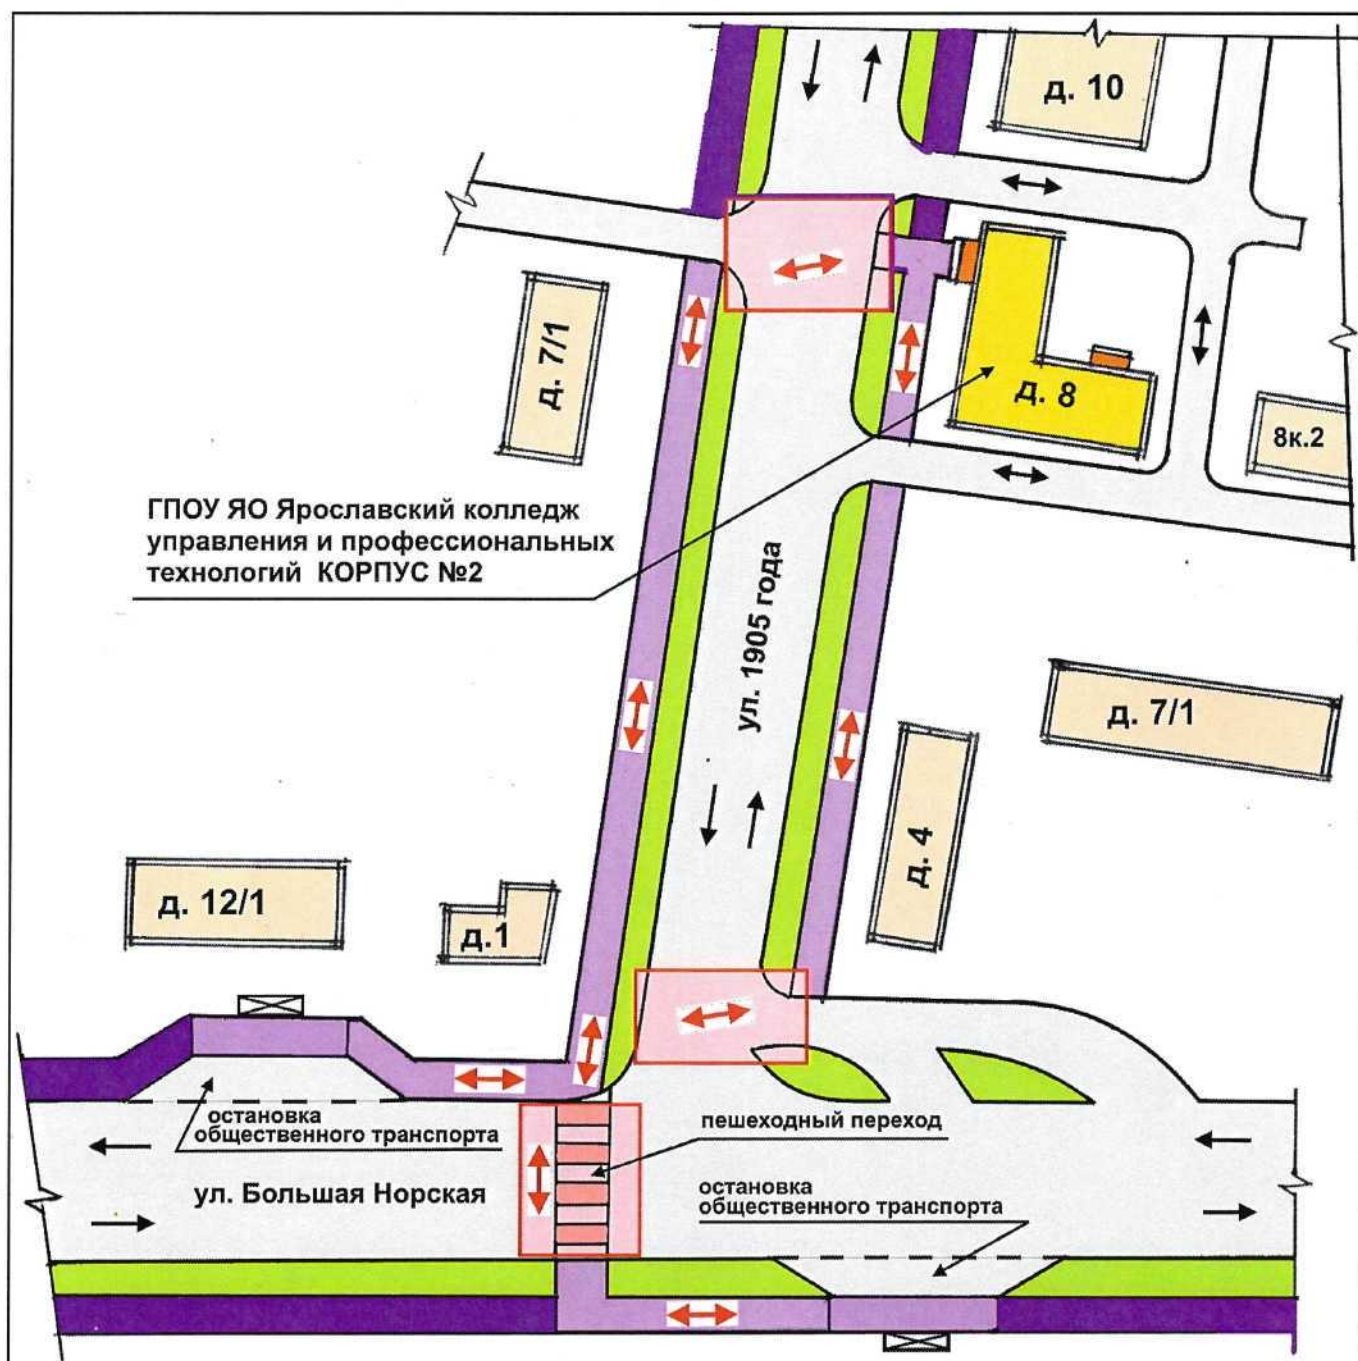 д. 10
д. 7/1
д. 8
8к.2
ГПОУ ЯО Ярославский колледж
управления и профессиональных
технологий КОРПУС №2
ул. 1905 года
д. 7/1
д. 4
д. 12/1
д.1
остановка
общественного транспорта
пешеходный переход
ул. Большая Норская
остановка
общественного транспорта